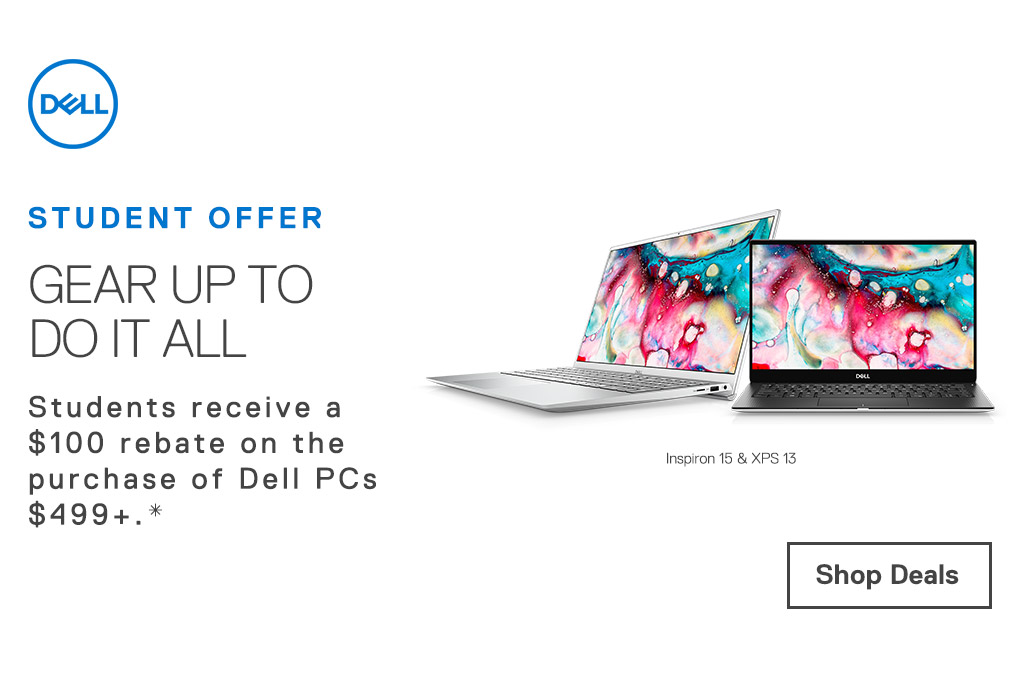 DELL
STUDENT OFFER
GEAR UP TO
DO IT ALL
Students receive a
$100 rebate on the
purchase of Dell PCs
$499+.*
DELL
Inspiron 15 & XPS 13
Shop Deals